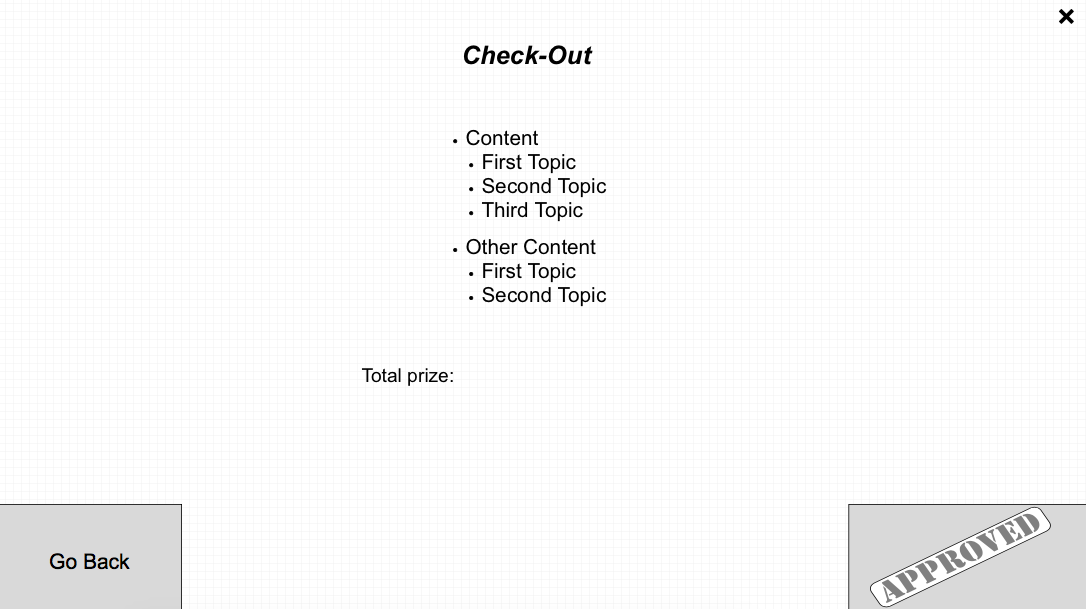 Check-Out
• Content
• First Topic
• Second Topic
• Third Topic
• Other Content
• First Topic
• Second Topic
Total prize:
Go Back
APPROVED